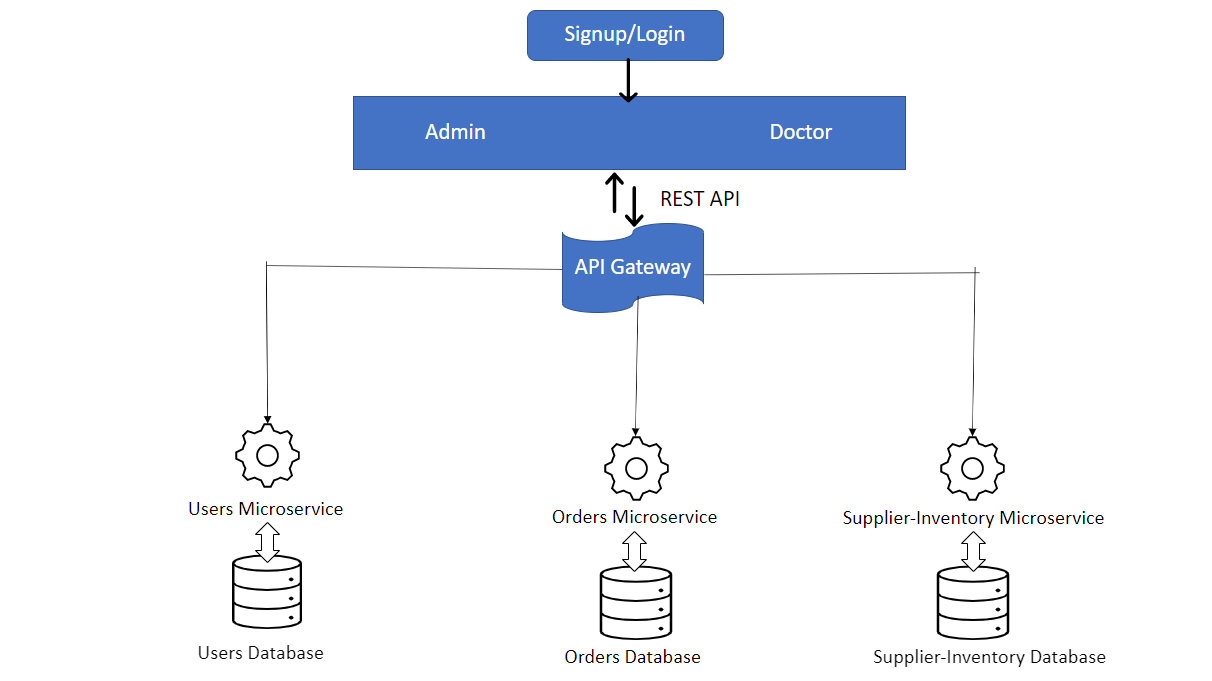 Signup/Login
Admin
Doctor
REST API
API Gateway
Users Microservice
Orders Microservice
Supplier-Inventory Microservice
Users Database
Orders Database
Supplier-Inventory Database